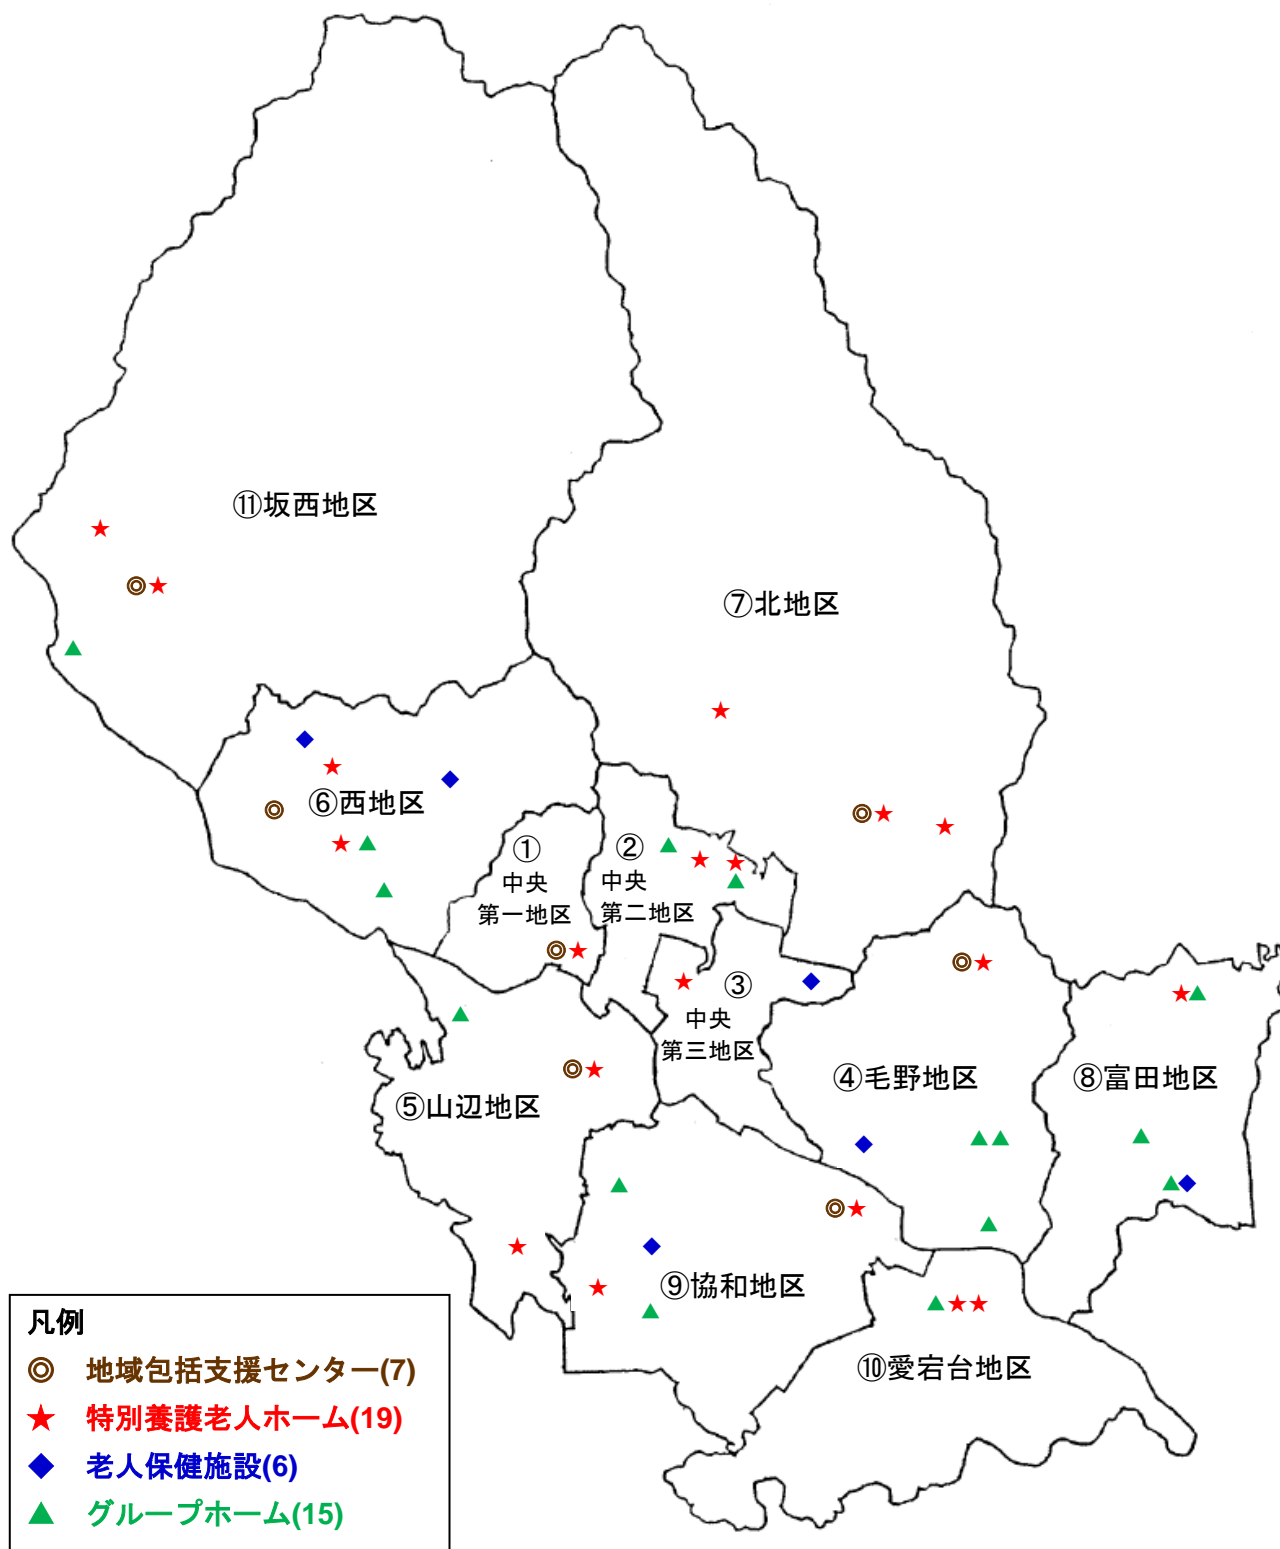 ⑪坂西地区
⑦北地区
⑥西地区
①
中央
第一地区
②
中央
第二地区
③
中央
第三地区
④毛野地区
⑧富田地区
⑤山辺地区
⑨協和地区
⑩愛宕台地区
凡例
◎ 地域包括支援センター(7)
★ 特別養護老人ホーム(19)
◆ 老人保健施設(6)
▲ グループホーム(15)